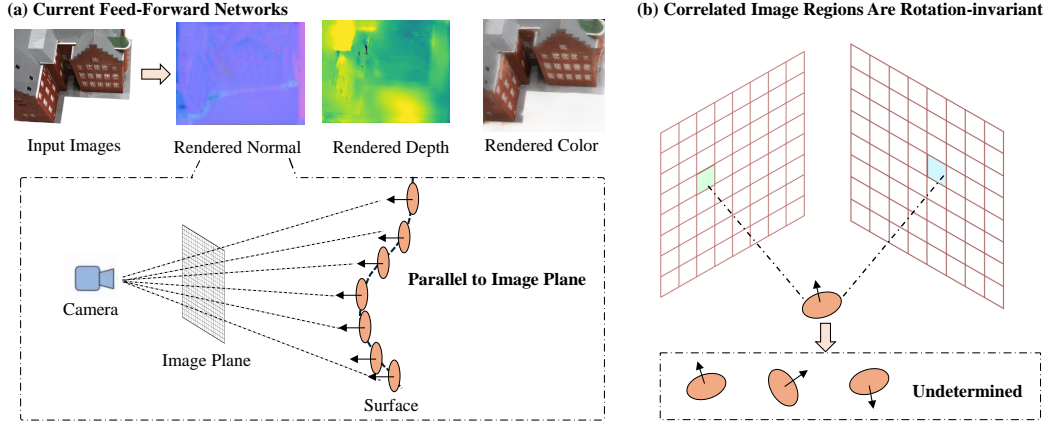 (a) Current Feed-Forward Networks
Input Images
Rendered Normal
Rendered Depth
Rendered Color
Camera
Image Plane
Parallel to Image Plane
Surface
(b) Correlated Image Regions Are Rotation-invariant
Undetermined